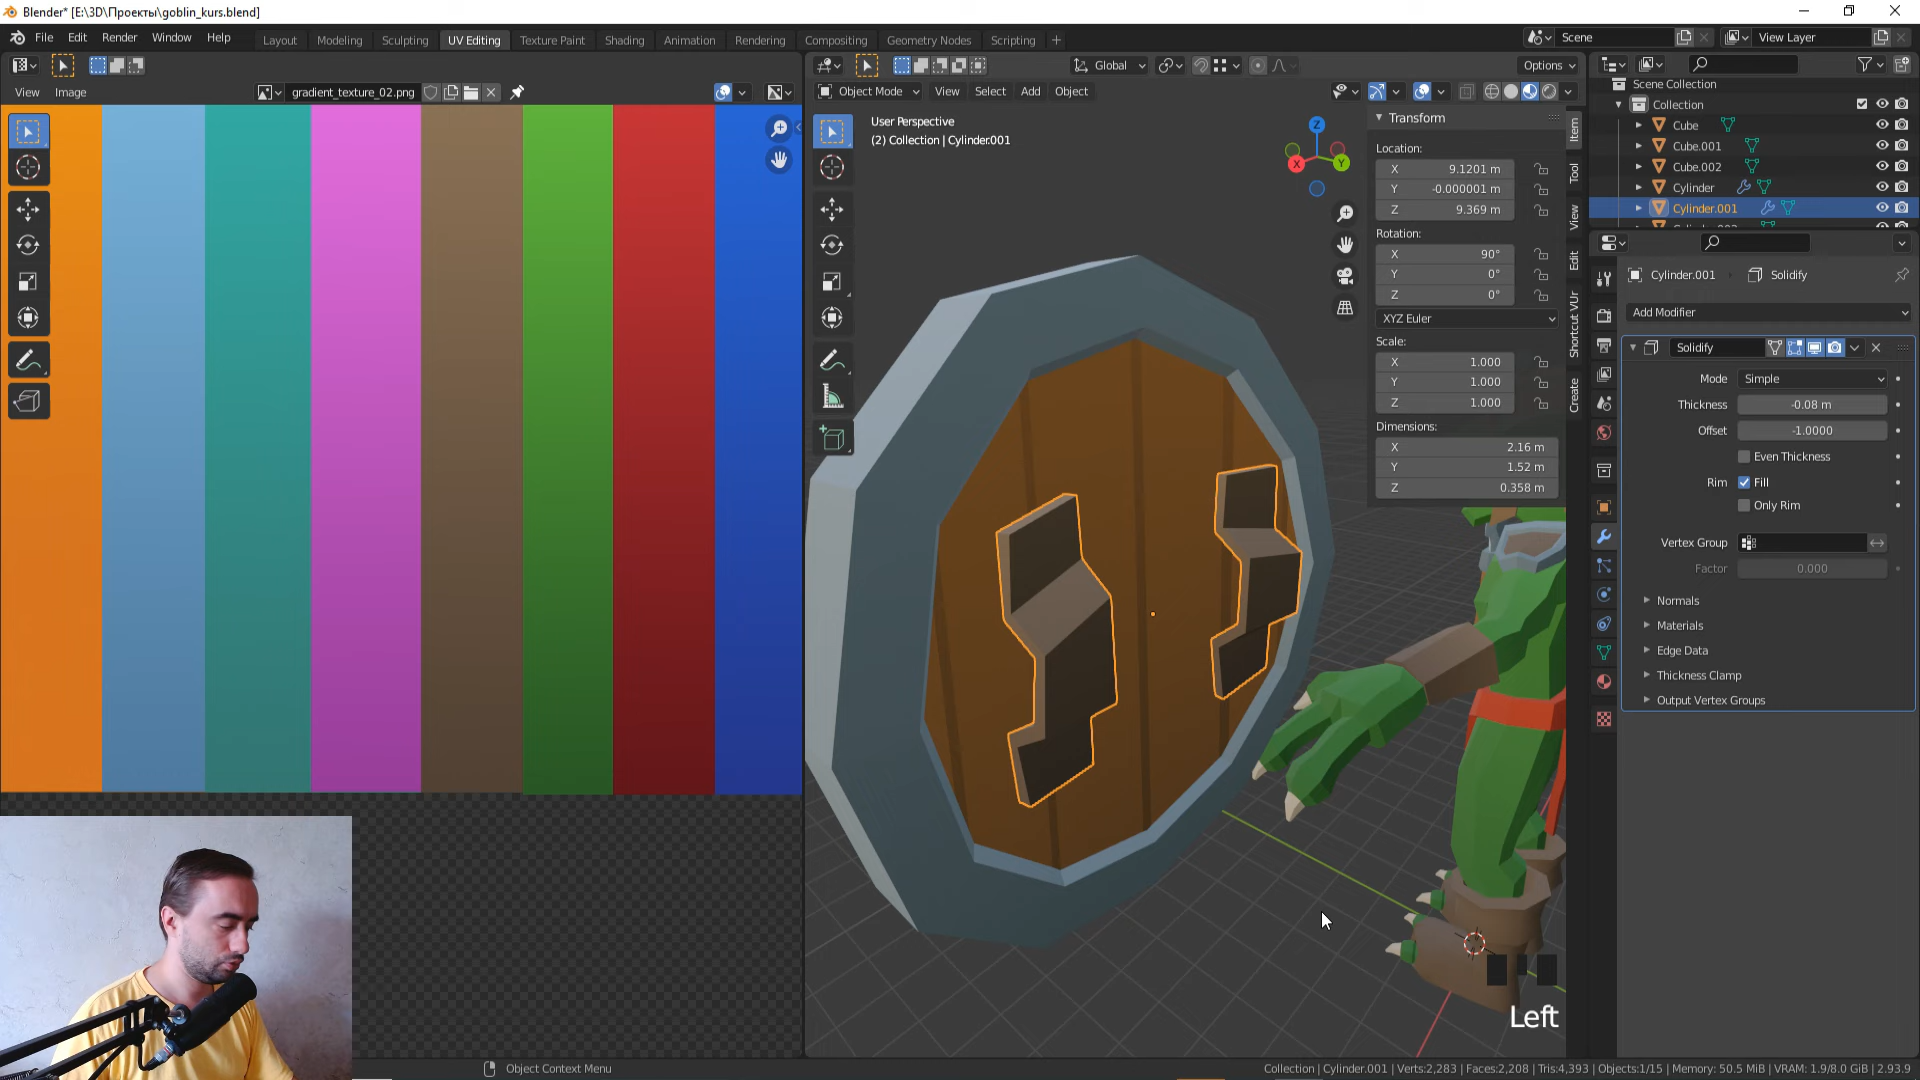 Blender* [E:\3D\Проекты\goblin_kurs.blend]
File Edit Render Window Help
Layout Modeling Sculpting UV Editing Texture Paint Shading Animation Rendering Compositing Geometry Nodes Scripting +
Scene
View Layer
Global
Options
View Image
gradient_texture_02.png
Object Mode View Select Add Object
User Perspective
(2) Collection | Cylinder.001
Z
X
Y
Transform
Location:
X 9.1201 m
Y -0.000001 m
Z 9.369 m
Rotation:
X 90°
Y 0°
Z 0°
XYZ Euler
Scale:
X 1.000
Y 1.000
Z 1.000
Dimensions:
X 2.16 m
Y 1.52 m
Z 0.358 m
Item
Tool
View
Edit
Shortcut VUr
Create
Scene Collection
Collection
Cube
Cube.001
Cube.002
Cylinder
Cylinder.001
Cylinder.001 Solidify
Add Modifier
Solidify
Mode Simple
Thickness -0.08 m
Offset -1.0000
Even Thickness
Rim Fill
Only Rim
Vertex Group
Factor 0.000
Normals
Materials
Edge Data
Thickness Clamp
Output Vertex Groups
Left
Object Context Menu
Collection | Cylinder.001 | Verts:2,283 | Faces:2,208 | Tris:4,393 | Objects:1/15 | Memory: 50.5 MiB | VRAM: 1.9/8.0 GiB | 2.93.9